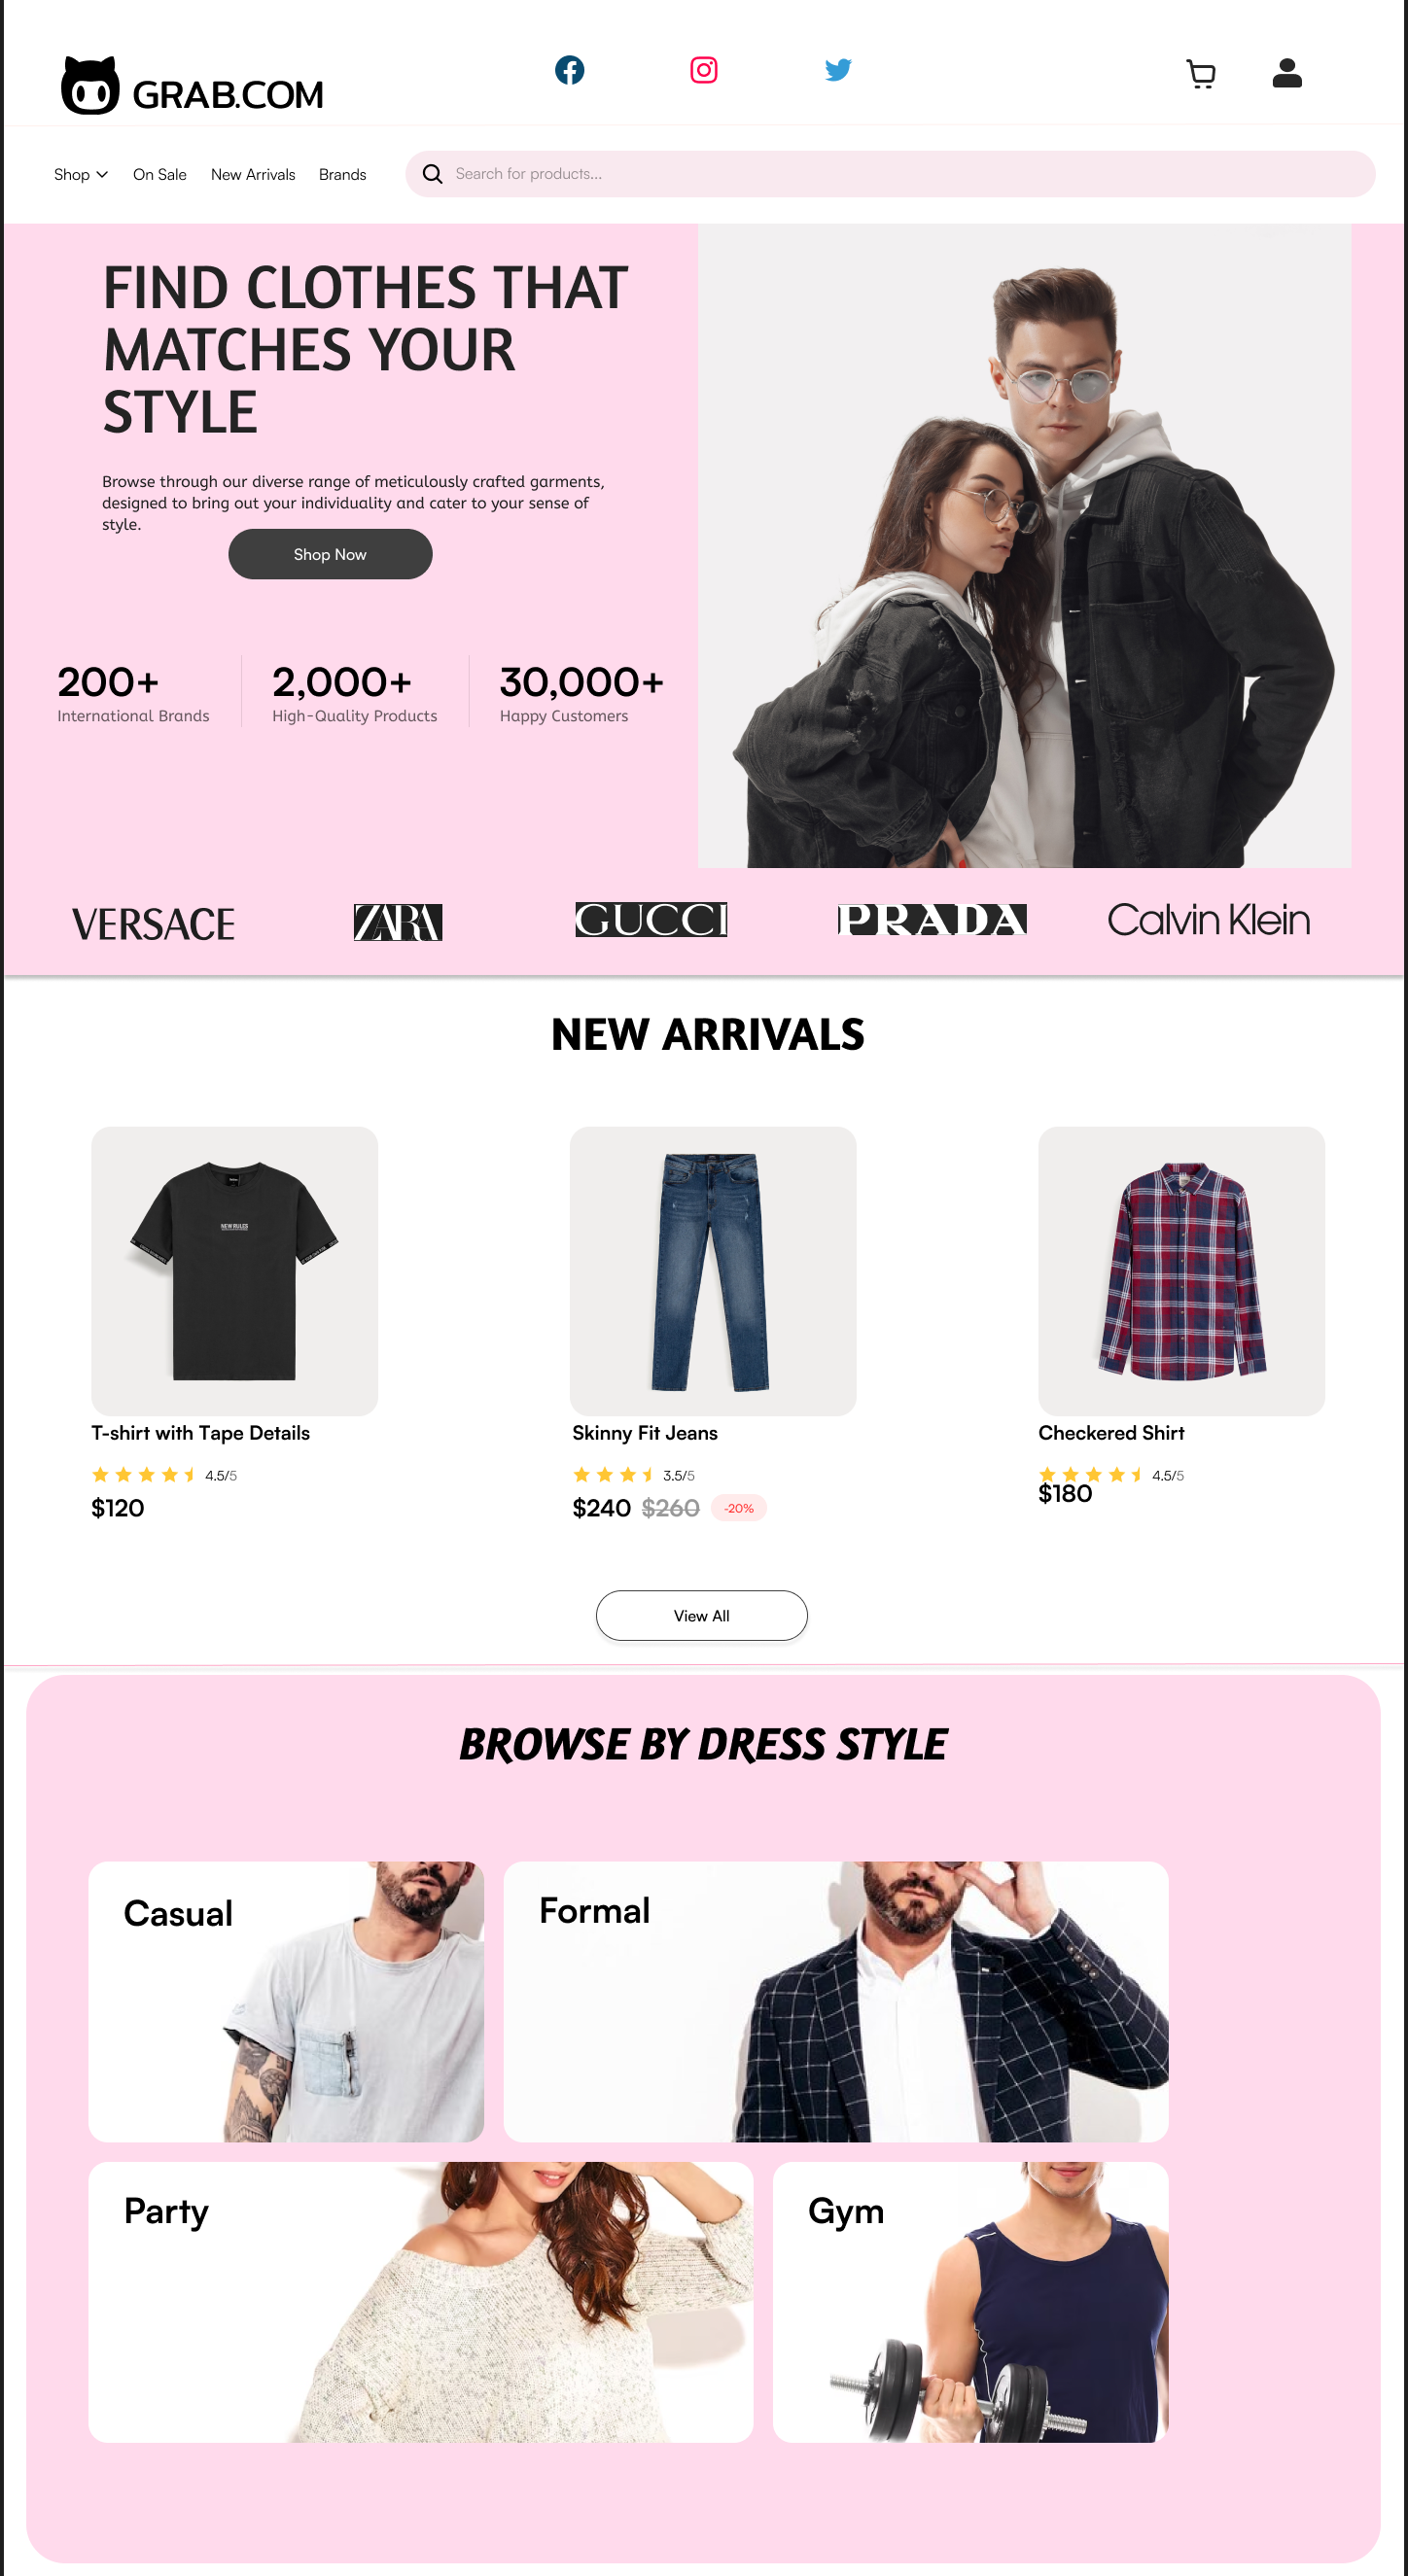 GRAB.COM
Shop
On Sale
New Arrivals
Brands
Search for products...
FIND CLOTHES THAT
MATCHES YOUR
STYLE
Browse through our diverse range of meticulously crafted garments,
designed to bring out your individuality and cater to your sense of
style.
Shop Now
200+
International Brands
2,000+
High-Quality Products
30,000+
Happy Customers
VERSACE
ZARA
GUCCI
PRADA
Calvin Klein
NEW ARRIVALS
NEW RULES
T-shirt with Tape Details
4.5/5
$120
Skinny Fit Jeans
3.5/5
$240 $260 -20%
Checkered Shirt
4.5/5
$180
View All
BROWSE BY DRESS STYLE
Casual
Formal
Party
Gym